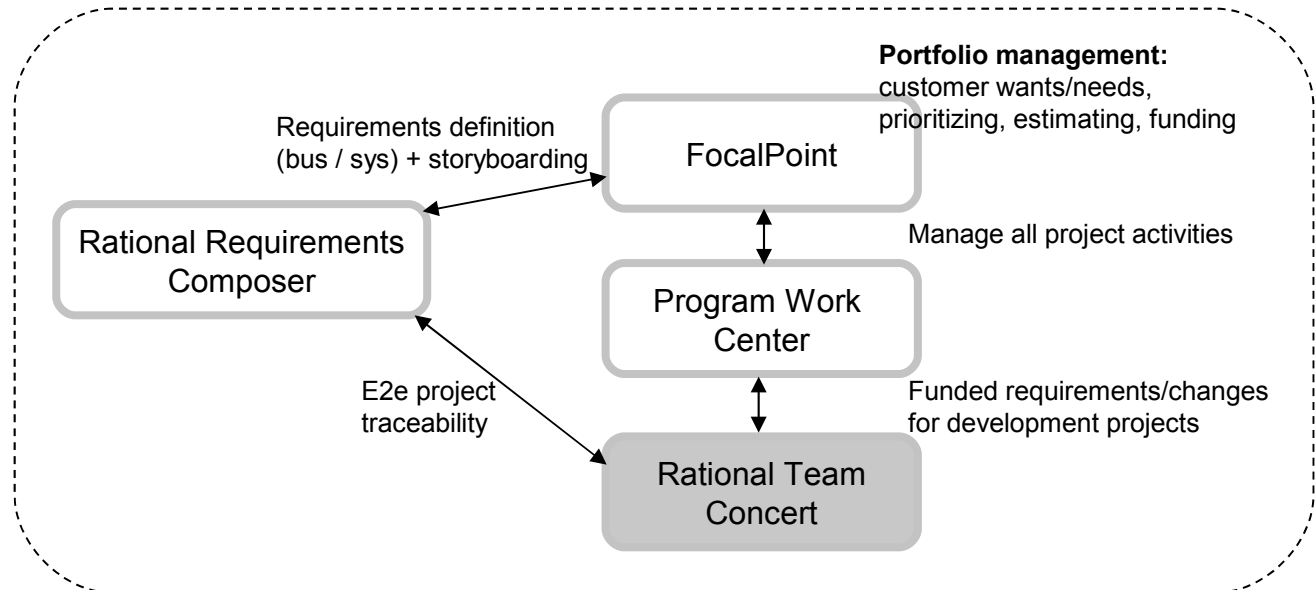 Portfolio management:
customer wants/needs,
prioritizing, estimating, funding
Requirements definition
(bus / sys) + storyboarding
FocalPoint
Rational Requirements
Composer
Manage all project activities
Program Work
Center
E2e project
traceability
Funded requirements/changes
for development projects
Rational Team
Concert